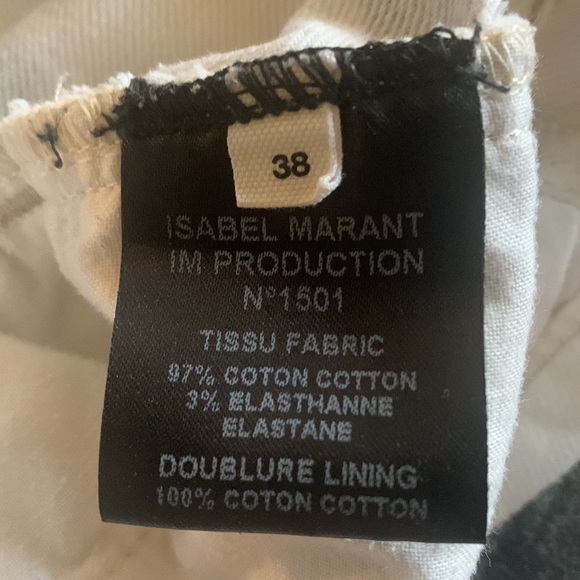 38
ISABEL MARANT
IM PRODUCTION
N°1501
TISSU FABRIC
97% COTON COTTON
3% ELASTHANNE
ELASTANE
DOUBLURE LINING
100% COTON COTTON